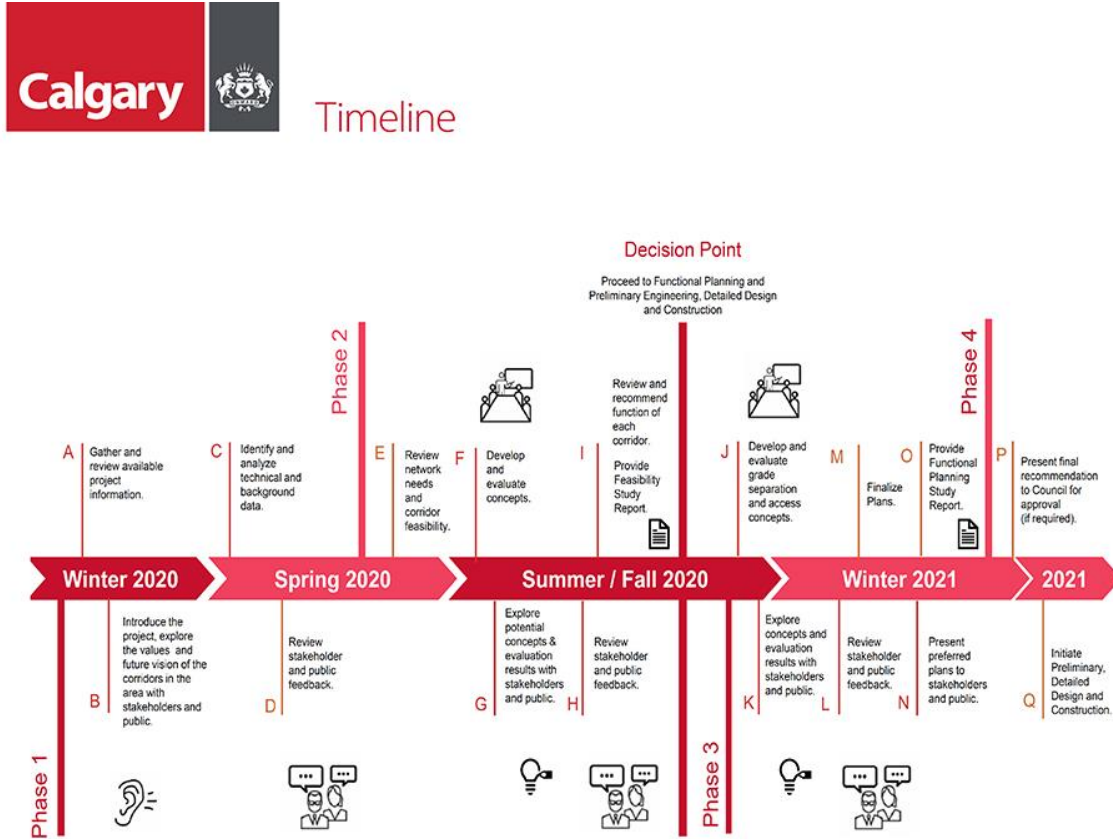 Calgary
Timeline
Decision Point
Proceed to Functional Planning and
Preliminary Engineering, Detailed Design
and Construction
Phase 2
Phase 4
A
Gather and
review available
project
information.
C
Identify and
analyze
technical and
background
data.
E
Review
network
needs
and
corridor
feasibility.
F
Develop
and
evaluate
concepts.
I
Review and
recommend
function of
each
corridor.
Provide
Feasibility
Study
Report.
J
Develop and
evaluate
grade
separation
and access
concepts.
M
Finalize
Plans.
O
Provide
Functional
Planning
Study
Report.
P
Present final
recommendation
to Council for
approval
(if required).
Winter 2020
Spring 2020
Summer / Fall 2020
Winter 2021
2021
Phase 1
B
Introduce the
project, explore
the values and
future vision of the
corridors in the
area with
stakeholders and
public.
D
Review
stakeholder
and public
feedback.
G
Explore
potential
concepts &
evaluation
results with
stakeholders
and public.
H
Review
stakeholder
and public
feedback.
Phase 3
K
Explore
concepts and
evaluation
results with
stakeholders
and public.
L
Review
stakeholder
and public
feedback.
N
Present
preferred
plans to
stakeholders
and public.
Q
Initiate
Preliminary,
Detailed
Design and
Construction.